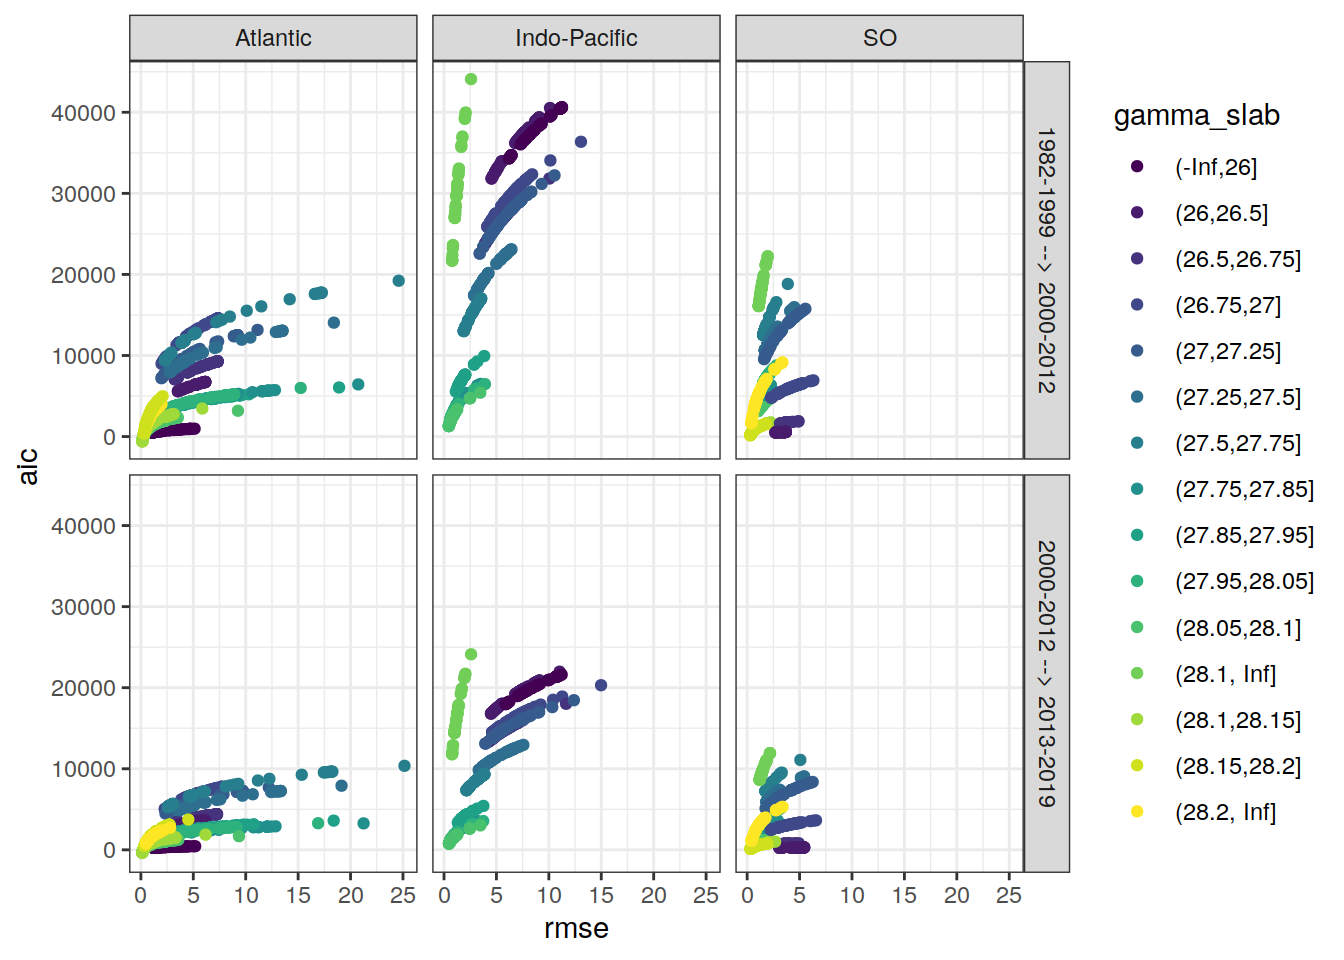 Atlantic
Indo-Pacific
SO
aic
40000
30000
20000
10000
0
1982-1999 --> 2000-2012
40000
30000
20000
10000
0
2000-2012 --> 2013-2019
0 5 10 15 20 25
0 5 10 15 20 25
0 5 10 15 20 25
rmse
gamma_slab
(-Inf,26]
(26,26.5]
(26.5,26.75]
(26.75,27]
(27,27.25]
(27.25,27.5]
(27.5,27.75]
(27.75,27.85]
(27.85,27.95]
(27.95,28.05]
(28.05,28.1]
(28.1, Inf]
(28.1,28.15]
(28.15,28.2]
(28.2, Inf]